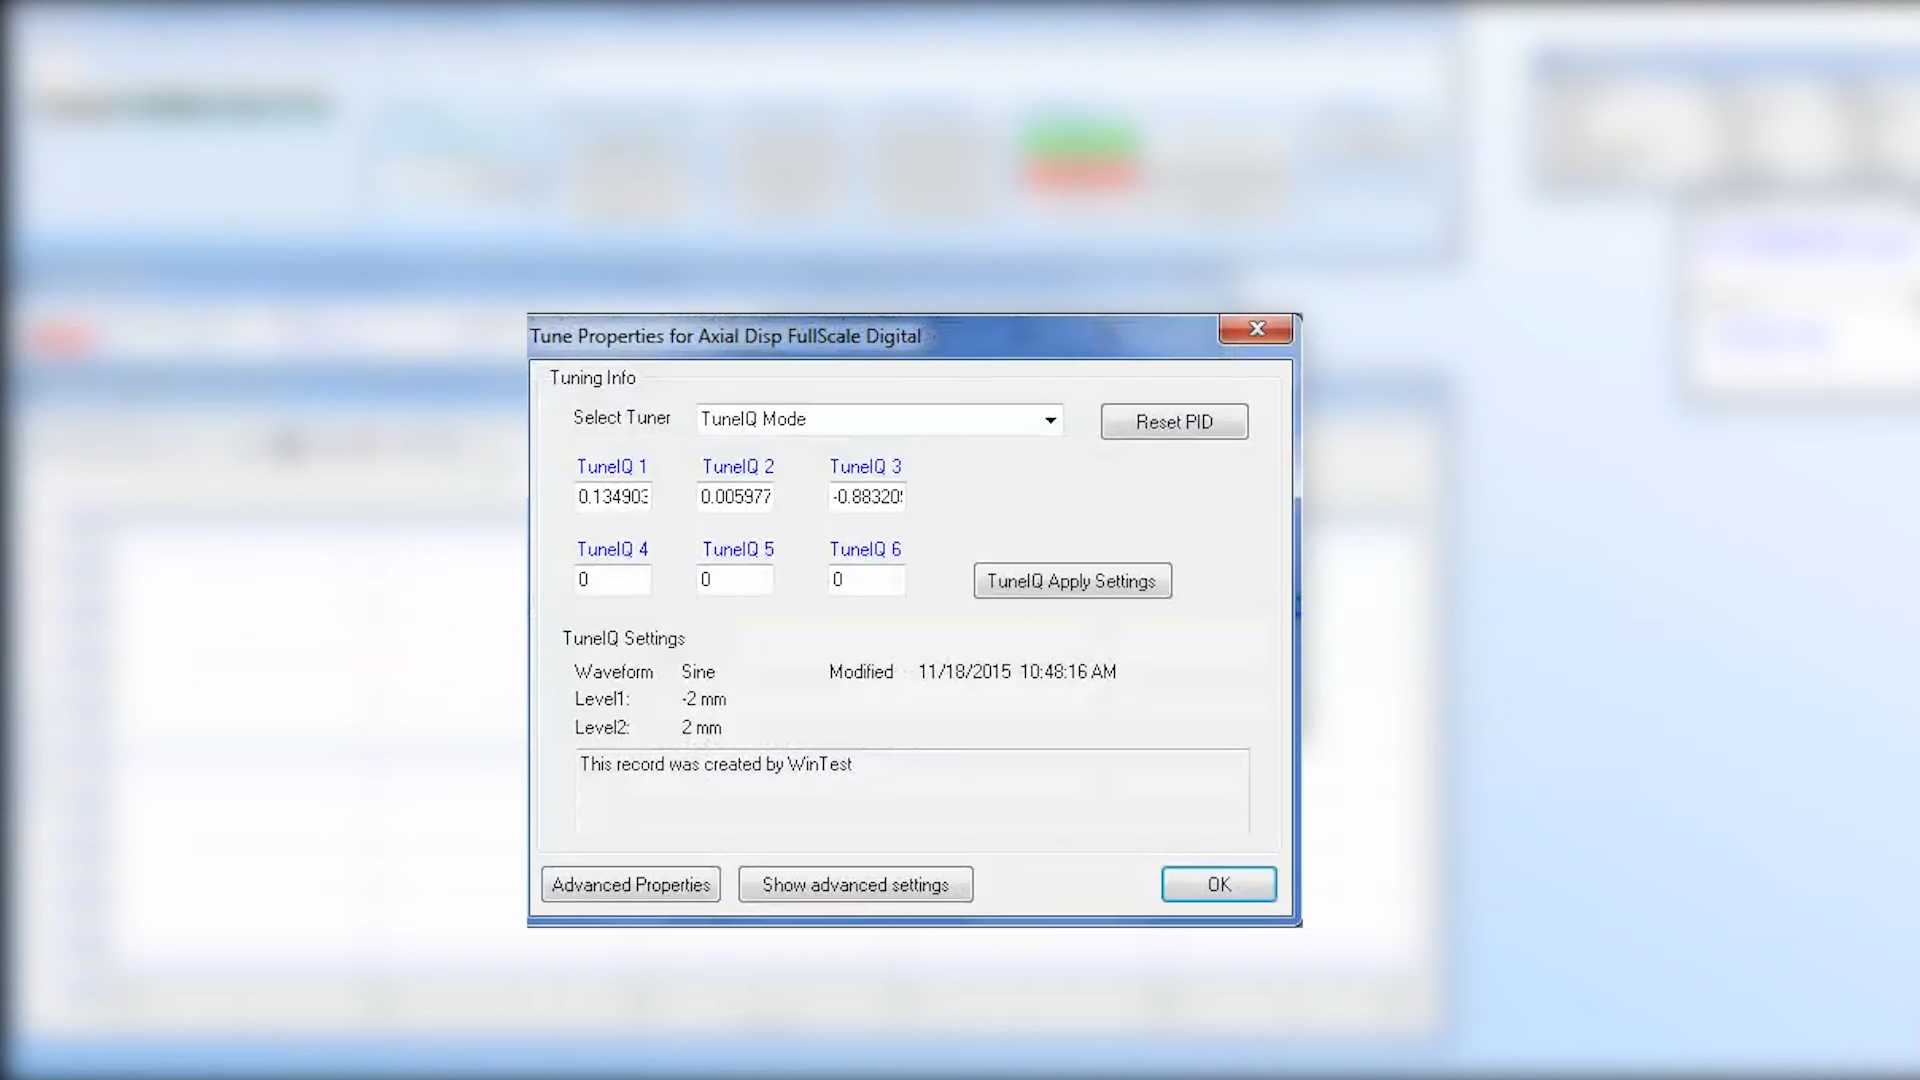 Tune Properties for Axial Disp FullScale Digital
Tuning Info
Select Tuner TuneIQ Mode Reset PID
TuneIQ 1 TuneIQ 2 TuneIQ 3
0.134903 0.005977 -0.88320
TuneIQ 4 TuneIQ 5 TuneIQ 6
0 0 0 TuneIQ Apply Settings
TuneIQ Settings
Waveform Sine Modified 11/18/2015 10:48:16 AM
Level1: -2 mm
Level2: 2 mm
This record was created by WinTest
Advanced Properties Show advanced settings OK